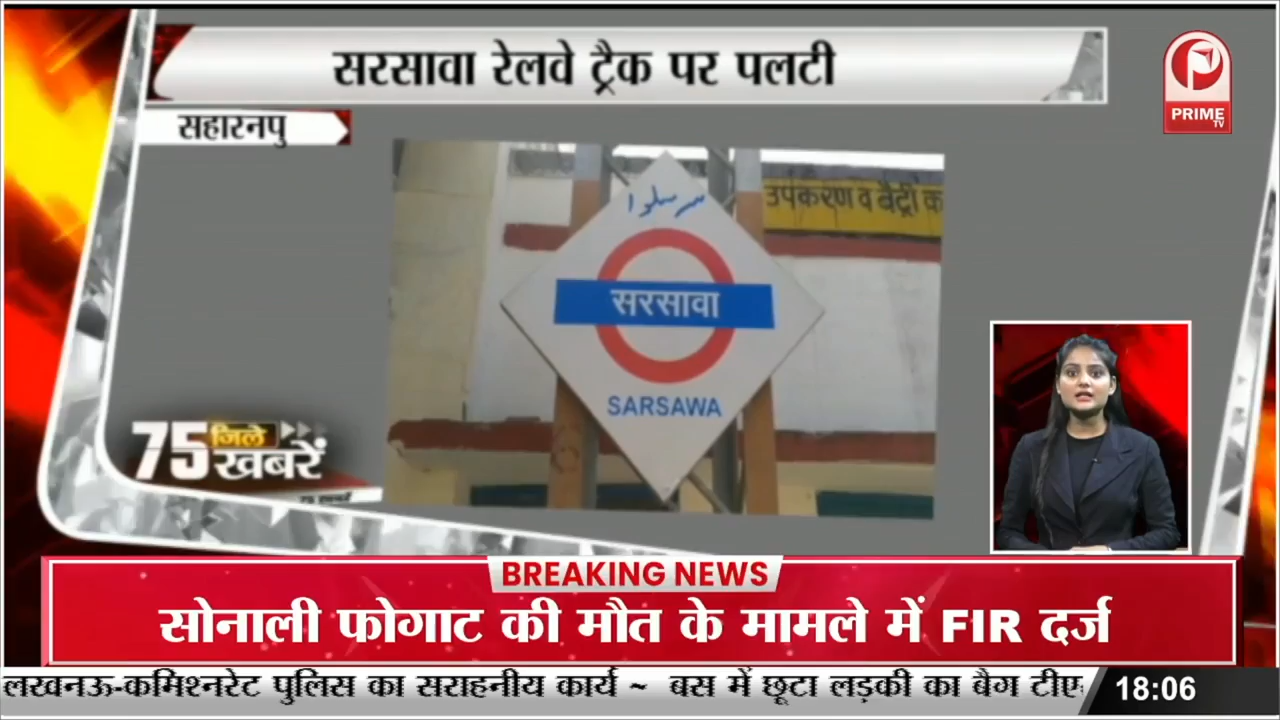 सरसावा रेलवे ट्रैक पर पलटी
PRIME
TV
सहारनपु
سرساوا
उपकरण व बैट्री क
सरसावा
SARSAWA
75 जिले
खबरें
BREAKING NEWS
सोनाली फोगाट की मौत के मामले में FIR दर्ज
लखनऊ-कमिश्नरेट पुलिस का सराहनीय कार्य ~ बस में छूटा लड़की का बैग टीए
18:06